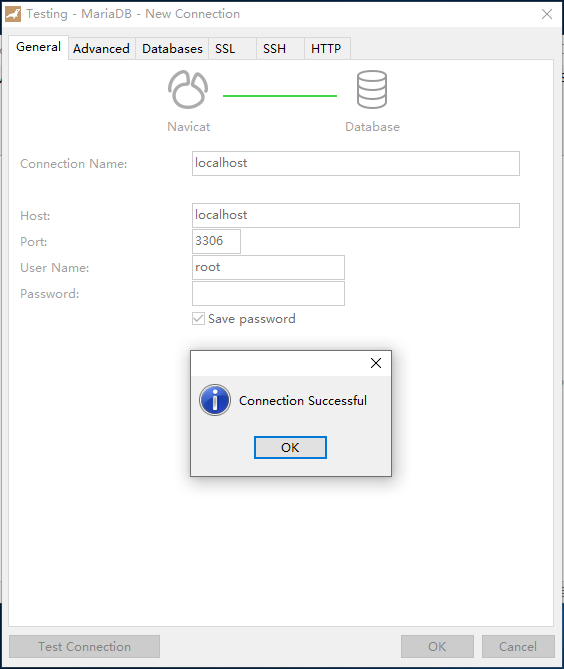 Testing - MariaDB - New Connection
General Advanced Databases SSL SSH HTTP
Navicat Database
Connection Name: localhost
Host: localhost
Port: 3306
User Name: root
Password:
Save password
Connection Successful
OK
Test Connection OK Cancel